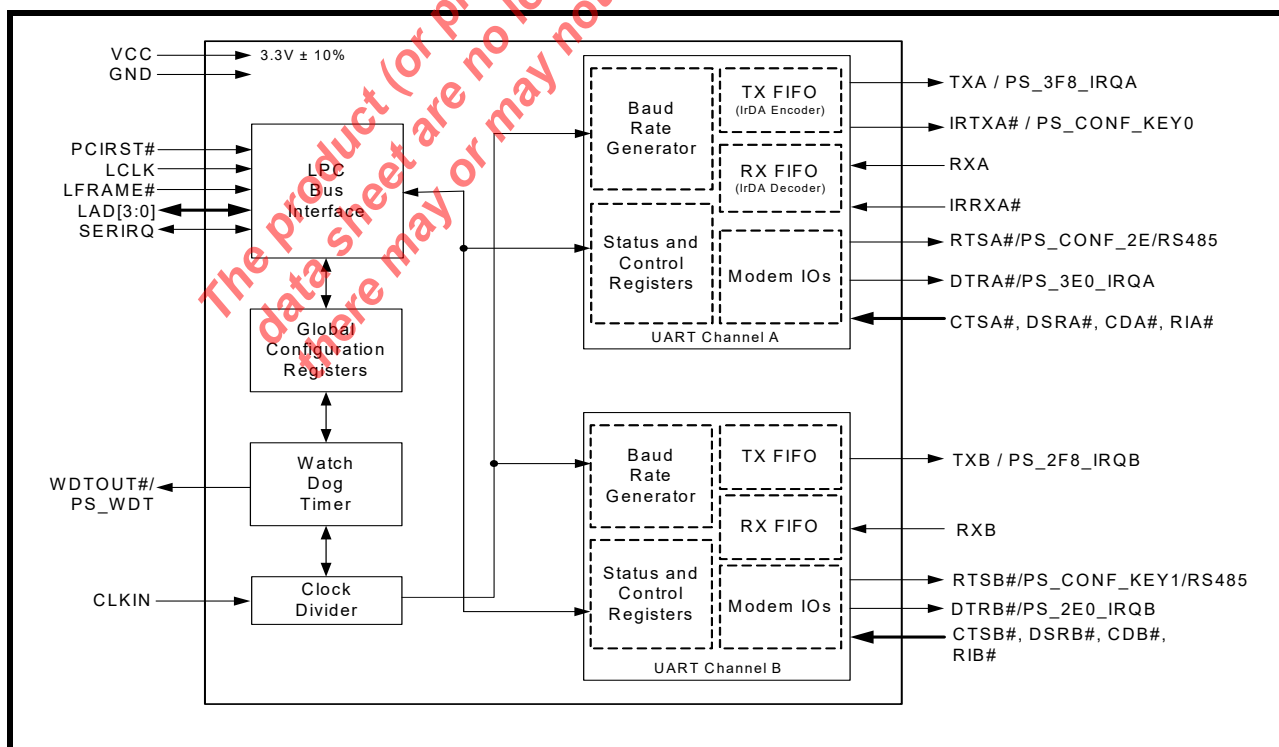 VCC
GND
3.3V ± 10%
PCIRST#
LCLK
LFRAME#
LAD[3:0]
SERIRQ
LPC
Bus
Interface
Global
Configuration
Registers
Watch
Dog
Timer
WDTOUT#/
PS_WDT
CLKIN
Clock
Divider
Baud
Rate
Generator
TX FIFO
(IrDA Encoder)
RX FIFO
(IrDA Decoder)
Status and
Control
Registers
Modem IOs
UART Channel A
TXA / PS_3F8_IRQA
IRTXA# / PS_CONF_KEY0
RXA
IRRXA#
RTSA#/PS_CONF_2E/RS485
DTRA#/PS_3E0_IRQA
CTSA#, DSRA#, CDA#, RIA#
Baud
Rate
Generator
TX FIFO
RX FIFO
Status and
Control
Registers
Modem IOs
UART Channel B
TXB / PS_2F8_IRQB
RXB
RTSB#/PS_CONF_KEY1/RS485
DTRB#/PS_2E0_IRQB
CTSB#, DSRB#, CDB#,
RIB#
The product (or
data sheet are no
there may or may not